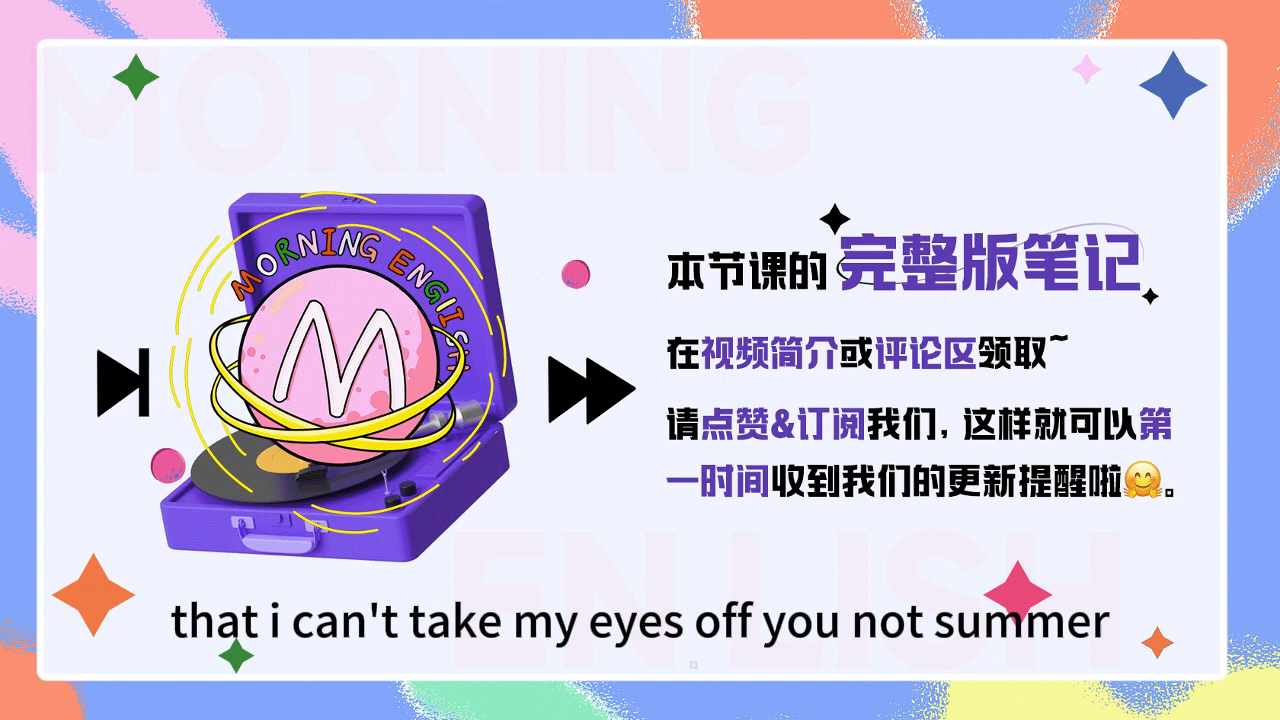 MORNING
MORNING ENGlISH
M
本节课的 完整版笔记
在视频简介或评论区领取~
请点赞&订阅我们, 这样就可以第
一时间收到我们的更新提醒啦🤗。
EN LISH
that i can't take my eyes off you not summer